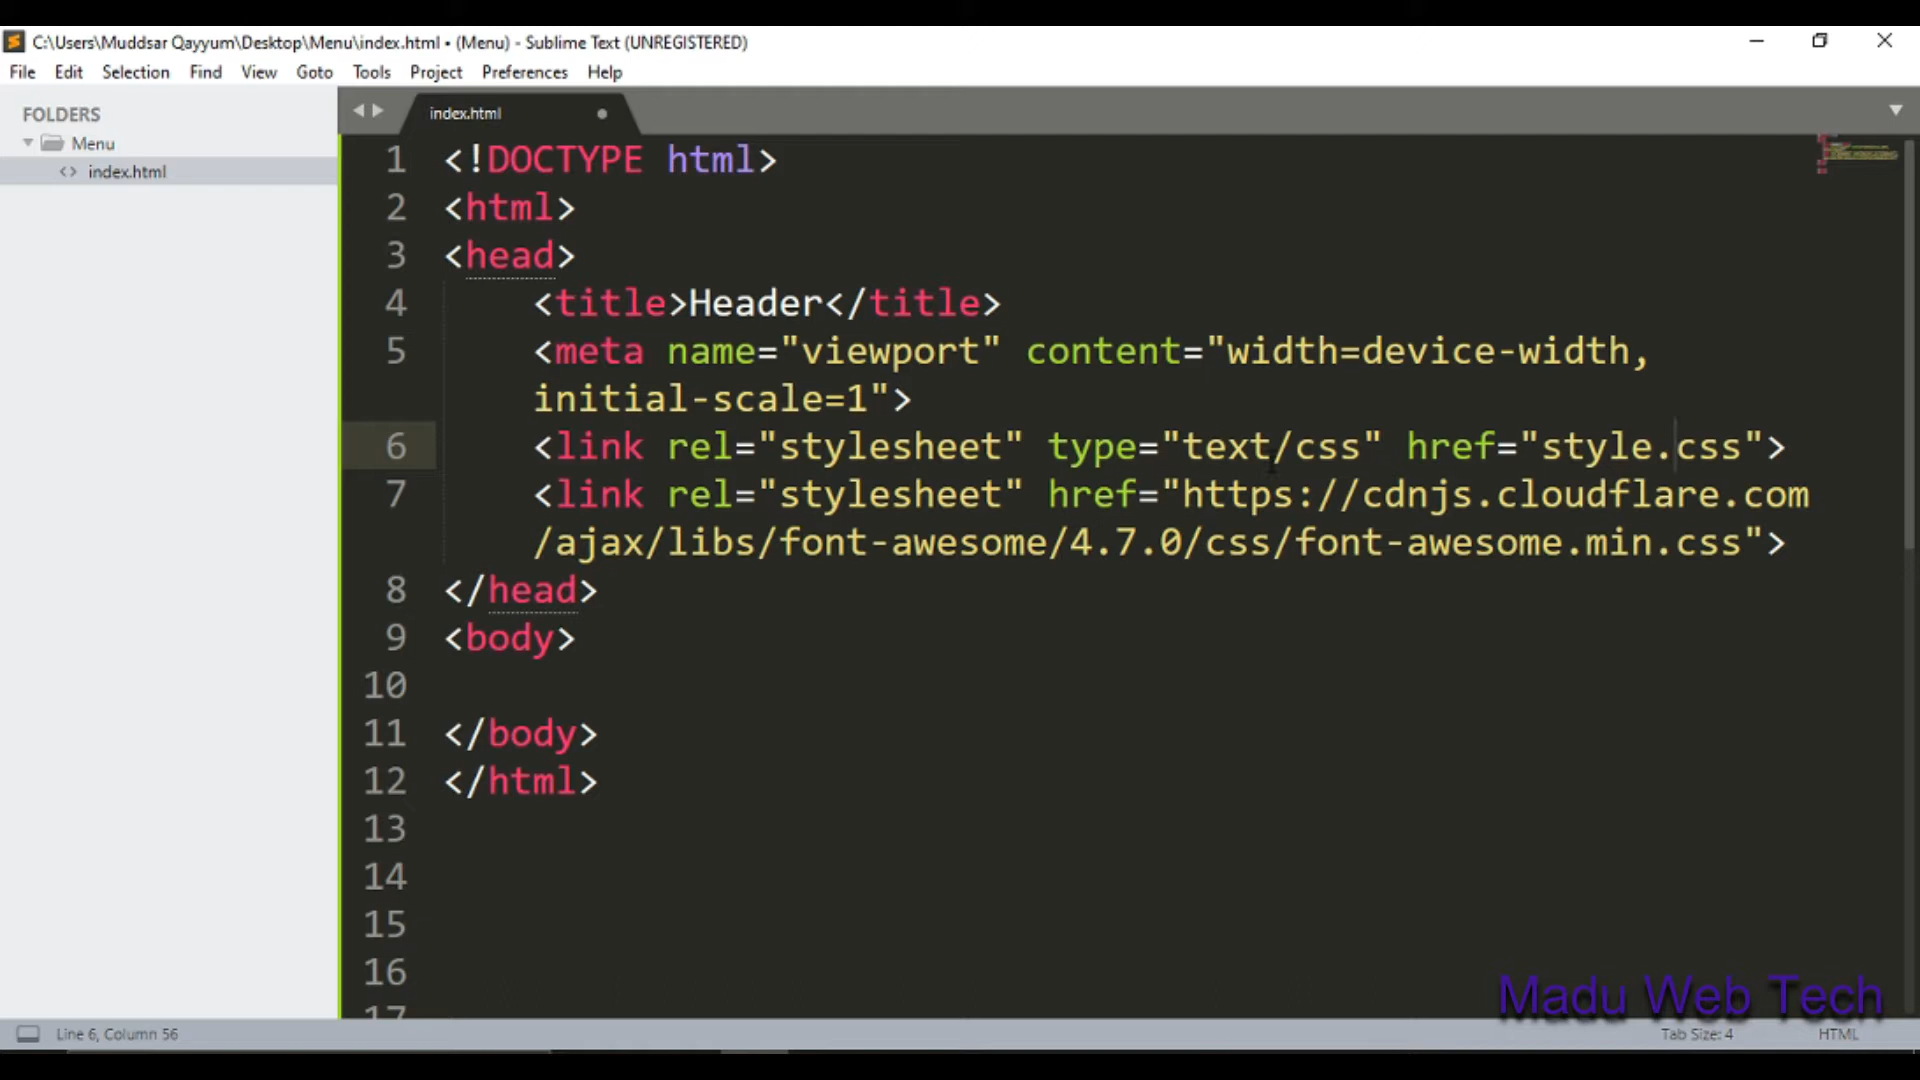 C:\Users\Muddsar Qayyum\Desktop\Menu\index.html • (Menu) - Sublime Text (UNREGISTERED)
File Edit Selection Find View Goto Tools Project Preferences Help
FOLDERS
Menu
<> index.html
index.html
1 <!DOCTYPE html>
2 <html>
3 <head>
4 <title>Header</title>
5 <meta name="viewport" content="width=device-width,
initial-scale=1">
6 <link rel="stylesheet" type="text/css" href="style.css">
7 <link rel="stylesheet" href="https://cdnjs.cloudflare.com
/ajax/libs/font-awesome/4.7.0/css/font-awesome.min.css">
8 </head>
9 <body>
10
11 </body>
12 </html>
13
14
15
16
17
Madu Web Tech
Line 6, Column 56
Tab Size: 4
HTML